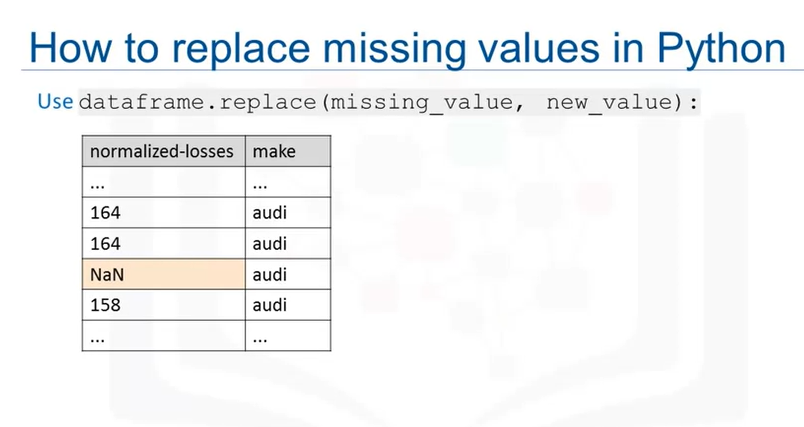 How to replace missing values in Python
Use dataframe.replace(missing_value, new_value):
normalized-losses make
... ...
164 audi
164 audi
NaN audi
158 audi
... ...